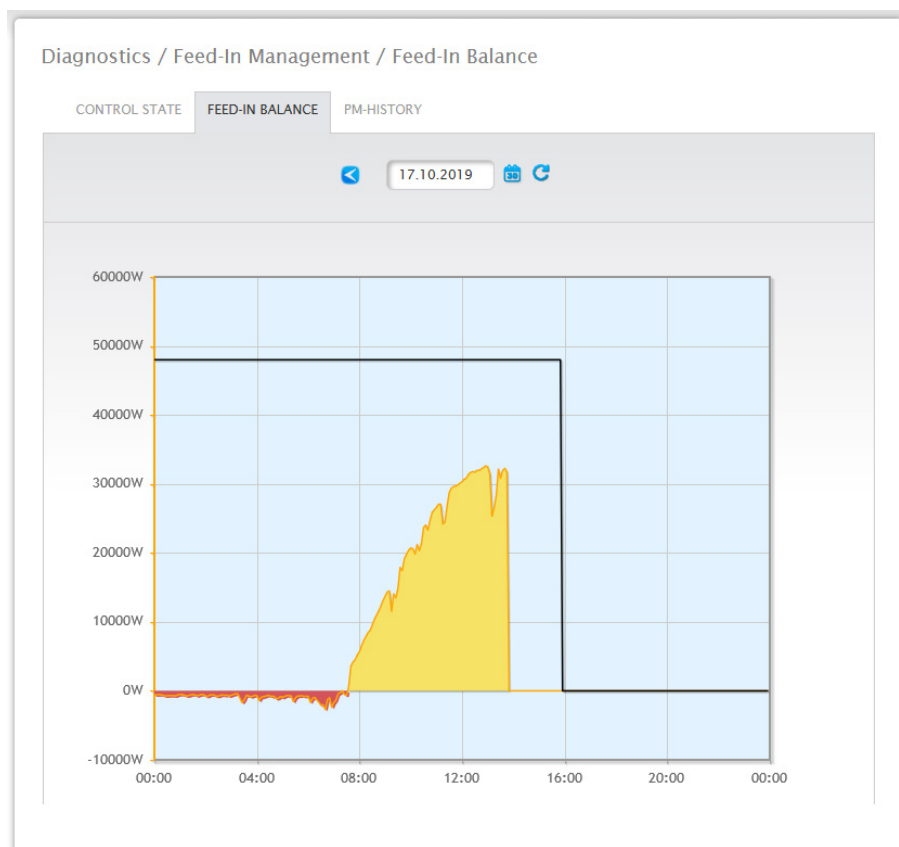 Diagnostics / Feed-In Management / Feed-In Balance
CONTROL STATE FEED-IN BALANCE PM-HISTORY
17.10.2019 30
60000W
50000W
40000W
30000W
20000W
10000W
0W
-10000W
00:00 04:00 08:00 12:00 16:00 20:00 00:00